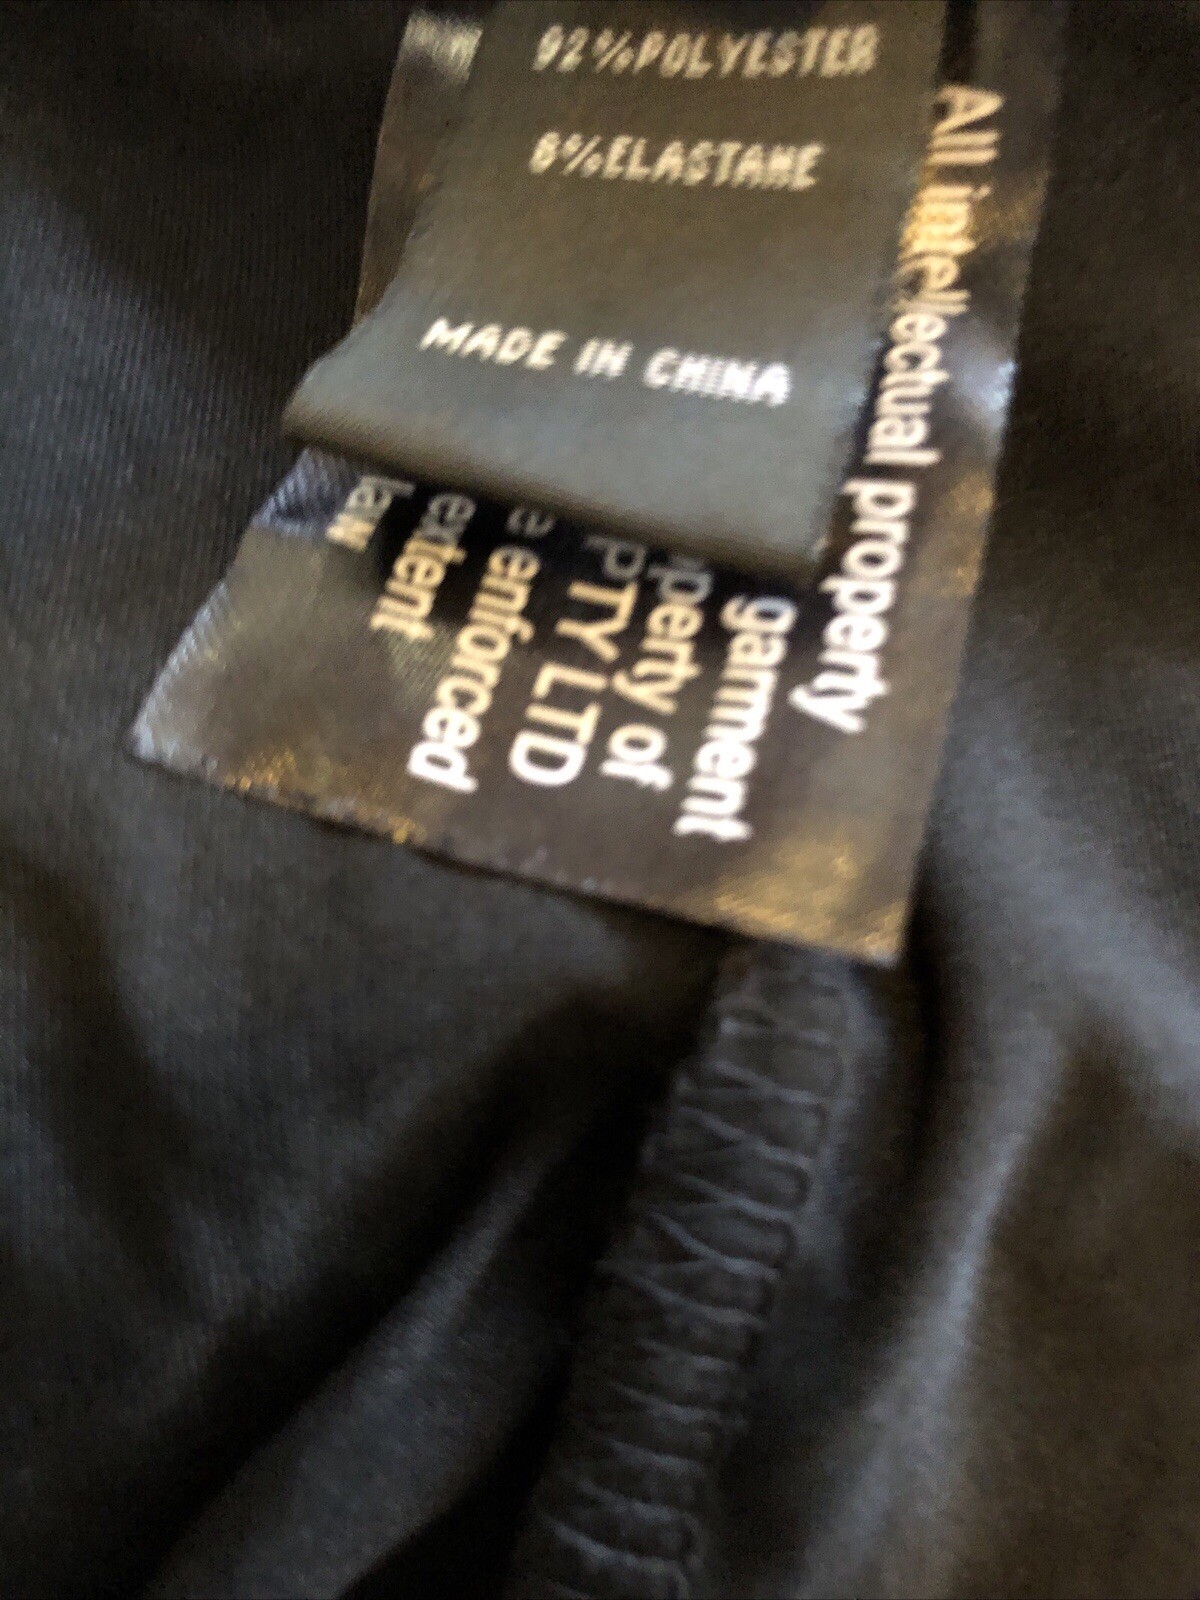 92%POLYESTER
8%ELASTANE
MADE IN CHINA
All intellectual property
garment
perty of
PTY LTD
enforced
extent
law